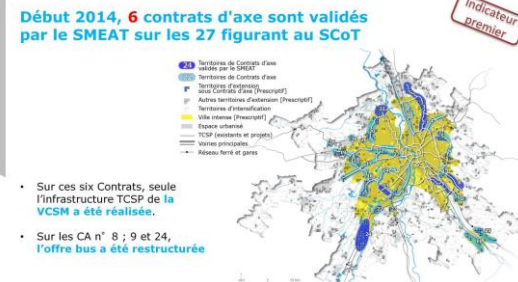 Début 2014, 6 contrats d'axe sont validés
par le SMEAT sur les 27 figurant au SCoT
Indicateur
premier
24 Territoires de Contrats d'axe
validés par le SMEAT
Territoires de Contrats d'axe
Territoires d'extension
sous Contrats d'axe [Prescriptif]
Autres territoires d'extension [Prescriptif]
Territoires d'intensification
Ville intense [Prescriptif]
Espace urbanisé
TCSP (existants et projets)
Voiries principales
Réseau ferré et gares
• Sur ces six Contrats, seule
l'infrastructure TCSP de la
VCSM a été réalisée.
• Sur les CA n° 8 ; 9 et 24,
l'offre bus a été restructurée